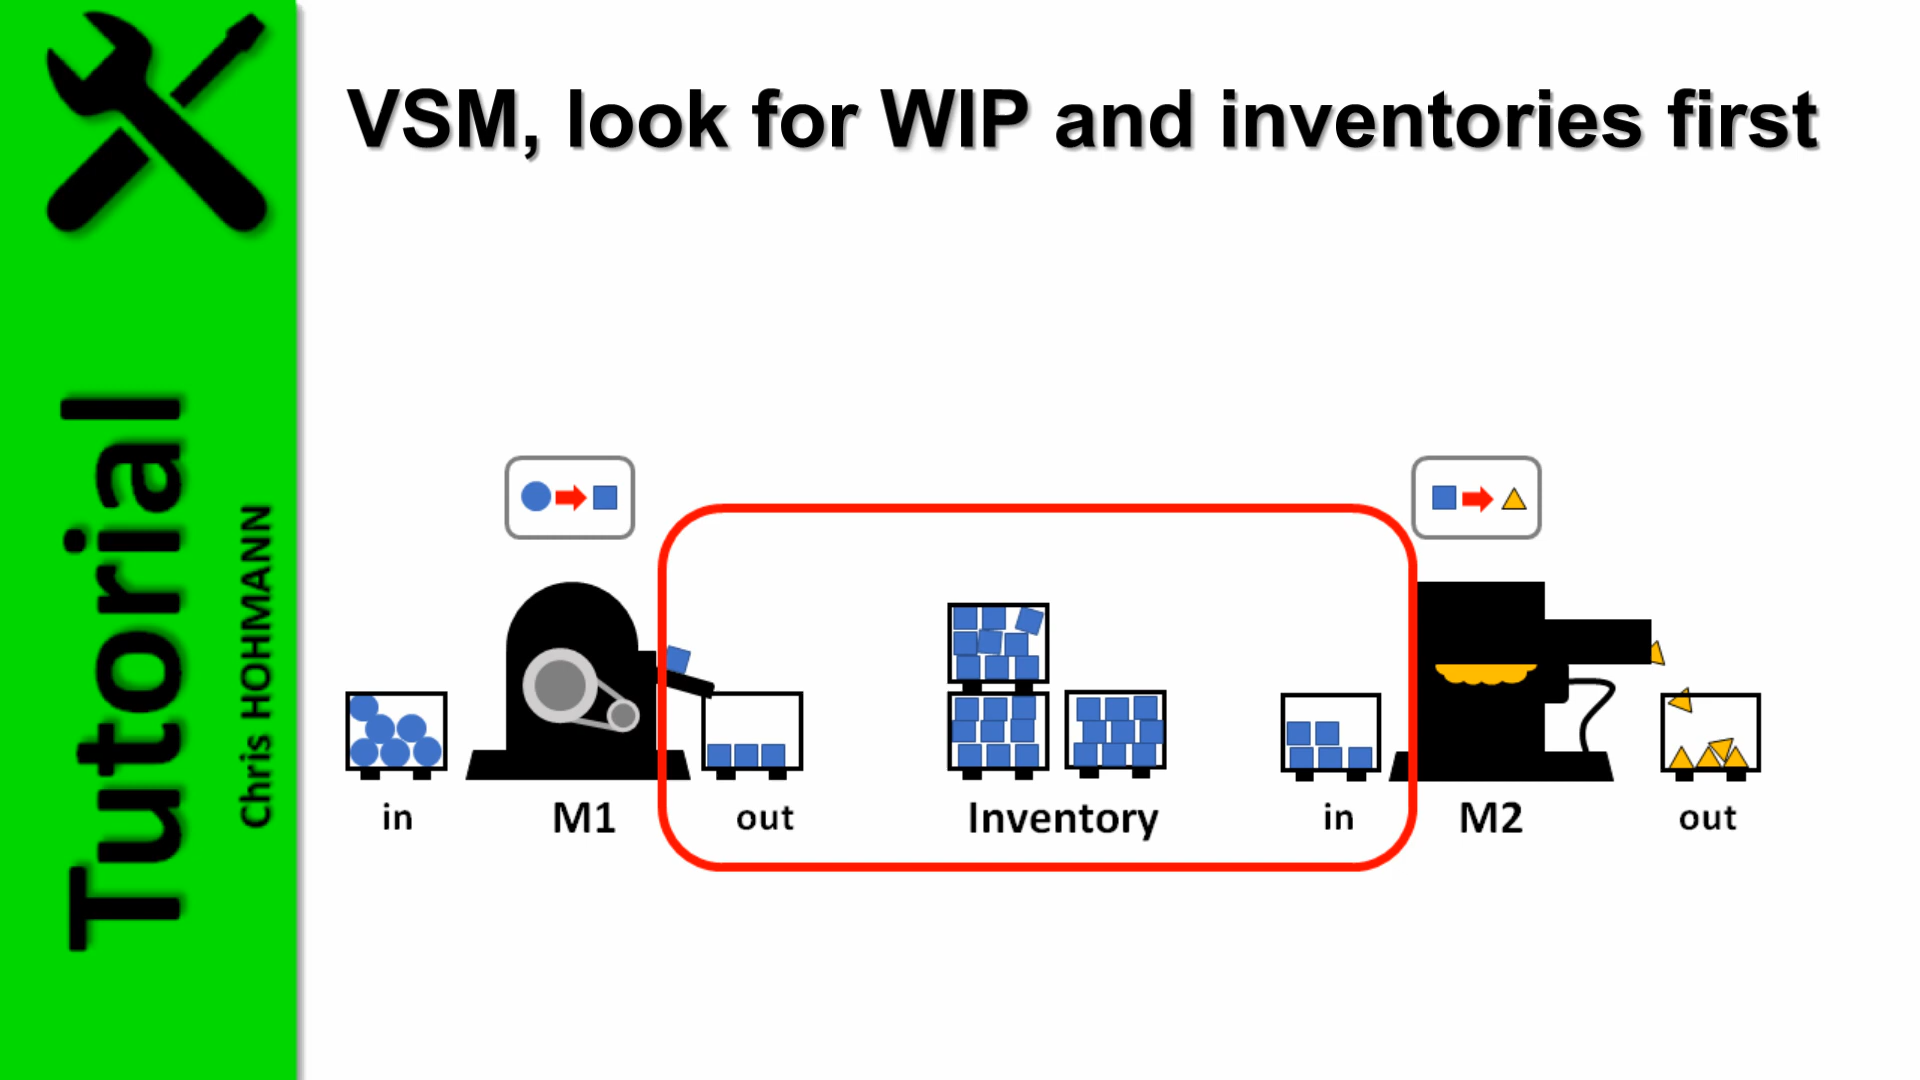 VSM, look for WIP and inventories first
Tutorial
Chris HOHMANN
in
M1
out
Inventory
in
M2
out